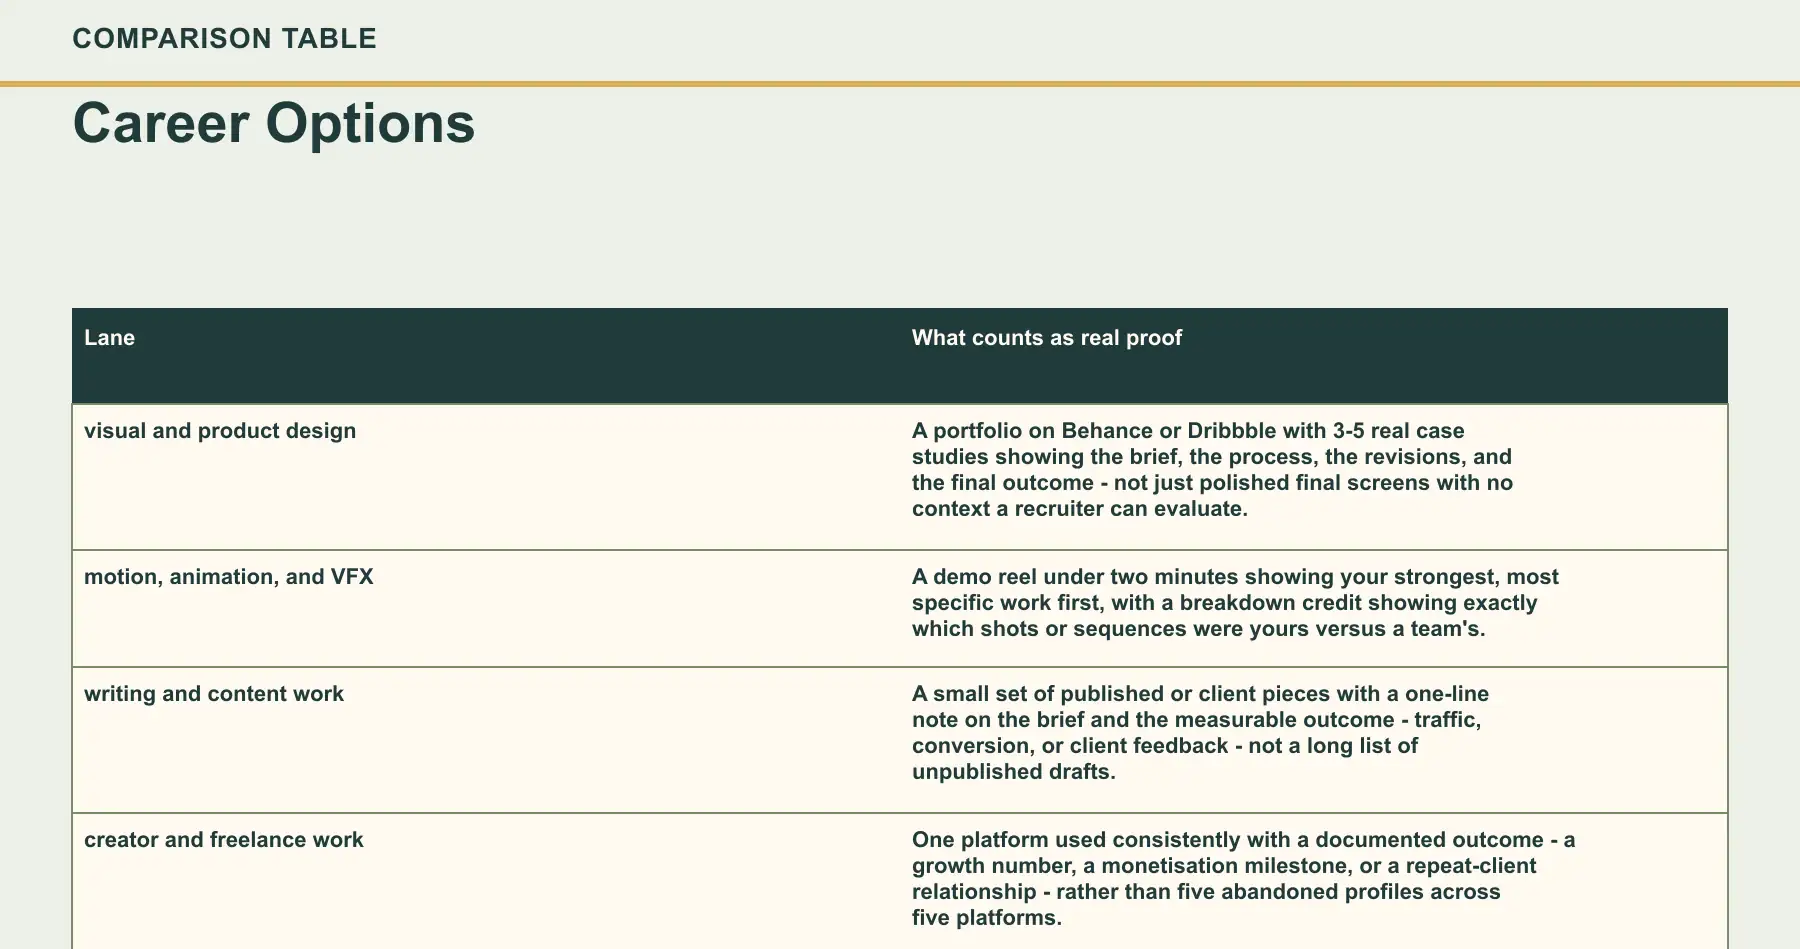 COMPARISON TABLE
Career Options
Lane
What counts as real proof
visual and product design
A portfolio on Behance or Dribbble with 3-5 real case
studies showing the brief, the process, the revisions, and
the final outcome - not just polished final screens with no
context a recruiter can evaluate.
motion, animation, and VFX
A demo reel under two minutes showing your strongest, most
specific work first, with a breakdown credit showing exactly
which shots or sequences were yours versus a team's.
writing and content work
A small set of published or client pieces with a one-line
note on the brief and the measurable outcome - traffic,
conversion, or client feedback - not a long list of
unpublished drafts.
creator and freelance work
One platform used consistently with a documented outcome - a
growth number, a monetisation milestone, or a repeat-client
relationship - rather than five abandoned profiles across
five platforms.